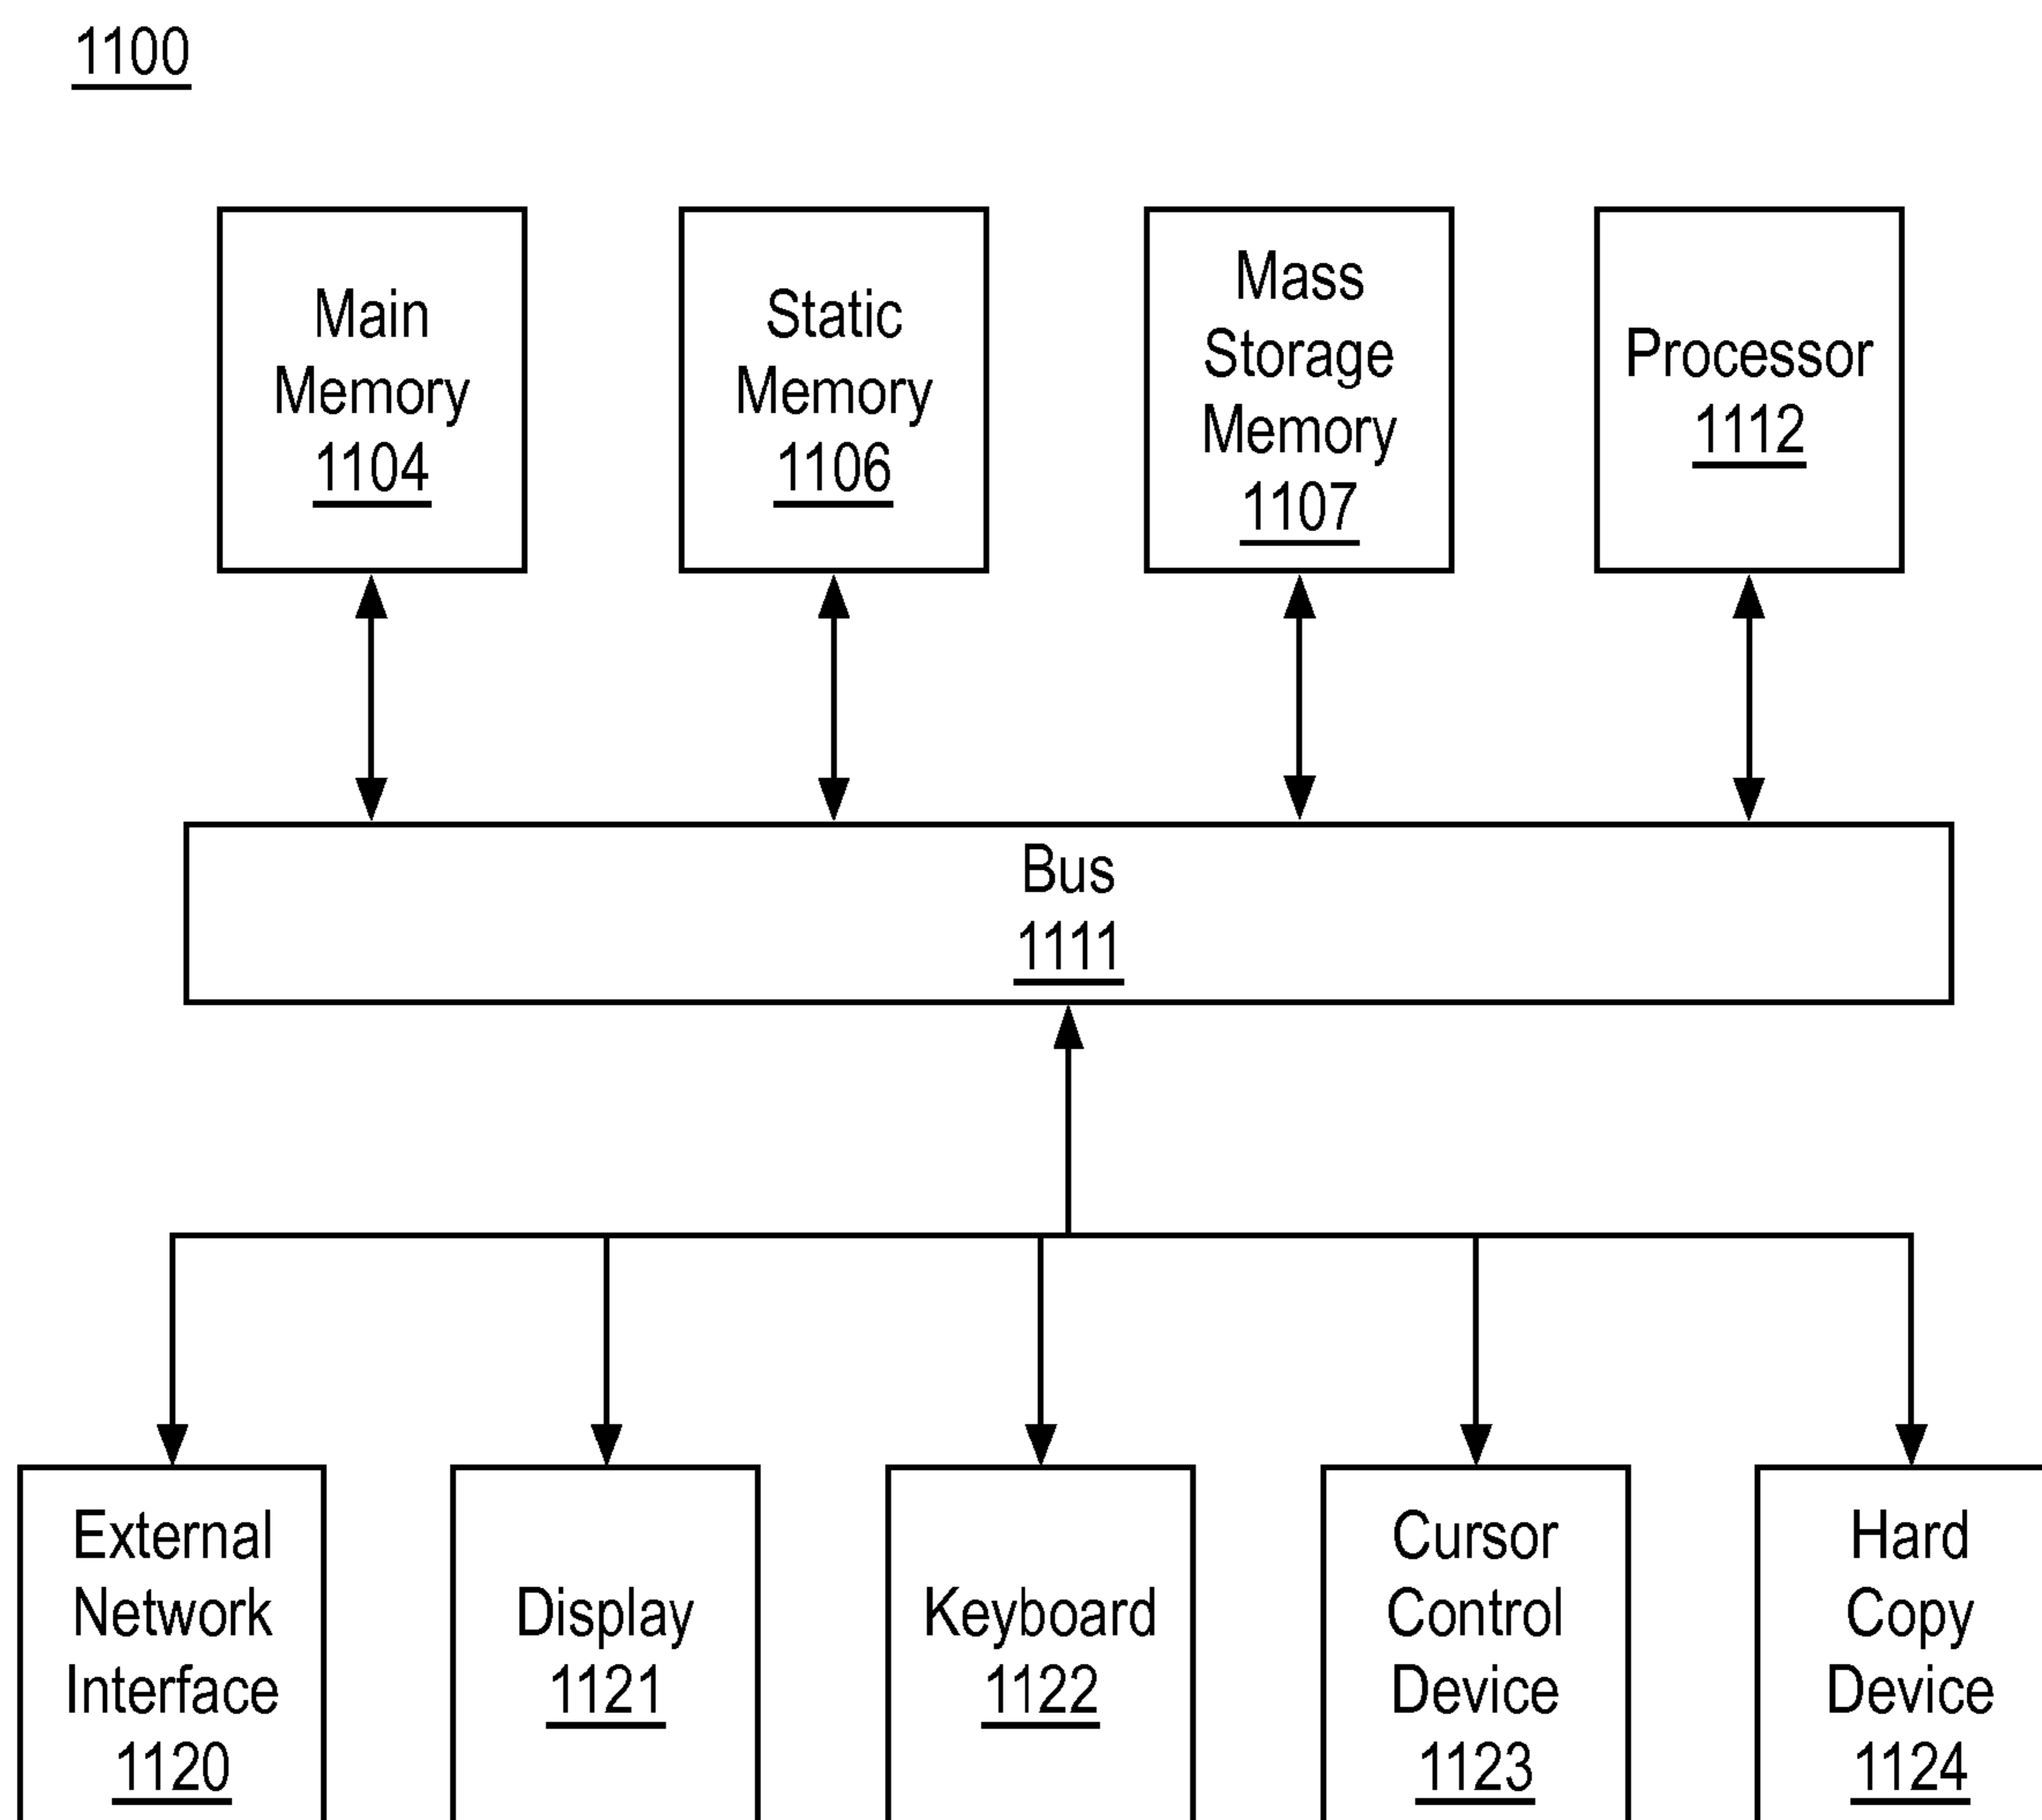 1100
Main
Memory
1104
Static
Memory
1106
Mass
Storage
Memory
1107
Processor
1112
Bus
1111
External
Network
Interface
1120
Display
1121
Keyboard
1122
Cursor
Control
Device
1123
Hard
Copy
Device
1124